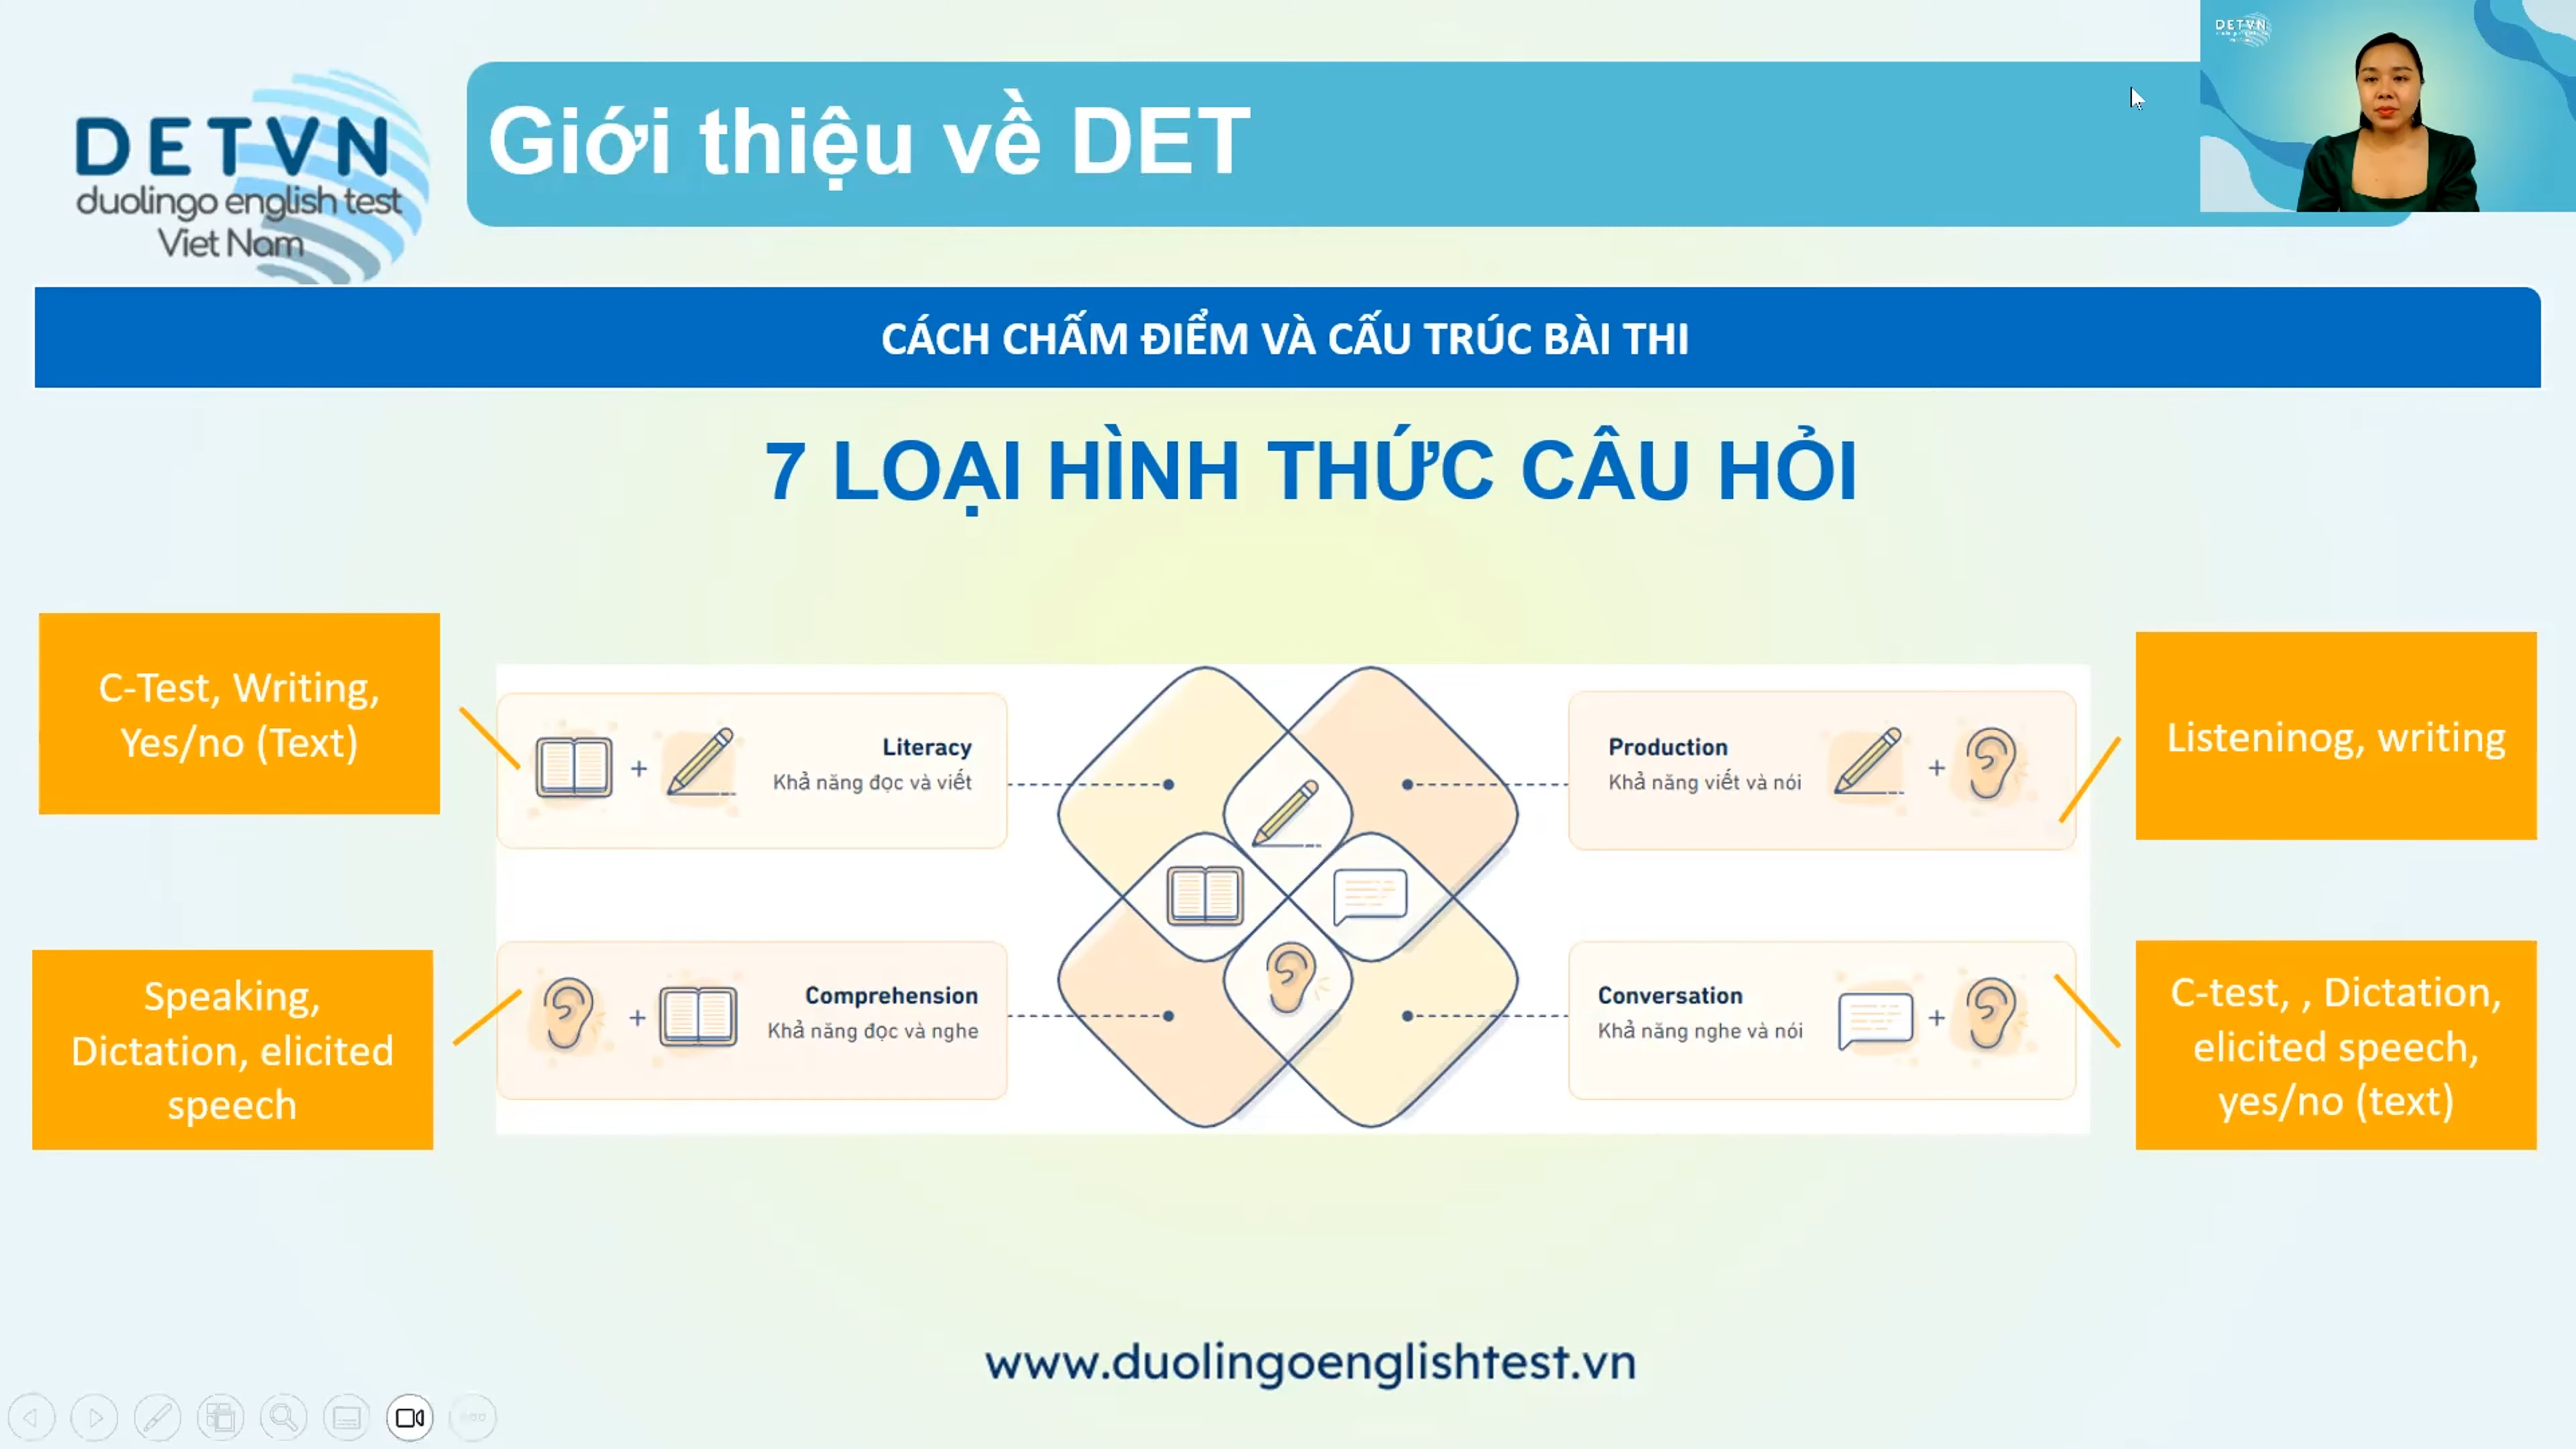 DETVN
duolingo english test
Viet Nam
Giới thiệu về DET
DETVN
CÁCH CHẤM ĐIỂM VÀ CẤU TRÚC BÀI THI
7 LOẠI HÌNH THỨC CÂU HỎI
C-Test, Writing,
Yes/no (Text)
+
Literacy
Khả năng đọc và viết
Production
Khả năng viết và nói
+
Listeninog, writing
Speaking,
Dictation, elicited
speech
+
Comprehension
Khả năng đọc và nghe
Conversation
Khả năng nghe và nói
+
C-test, , Dictation,
elicited speech,
yes/no (text)
www.duolingoenglishtest.vn